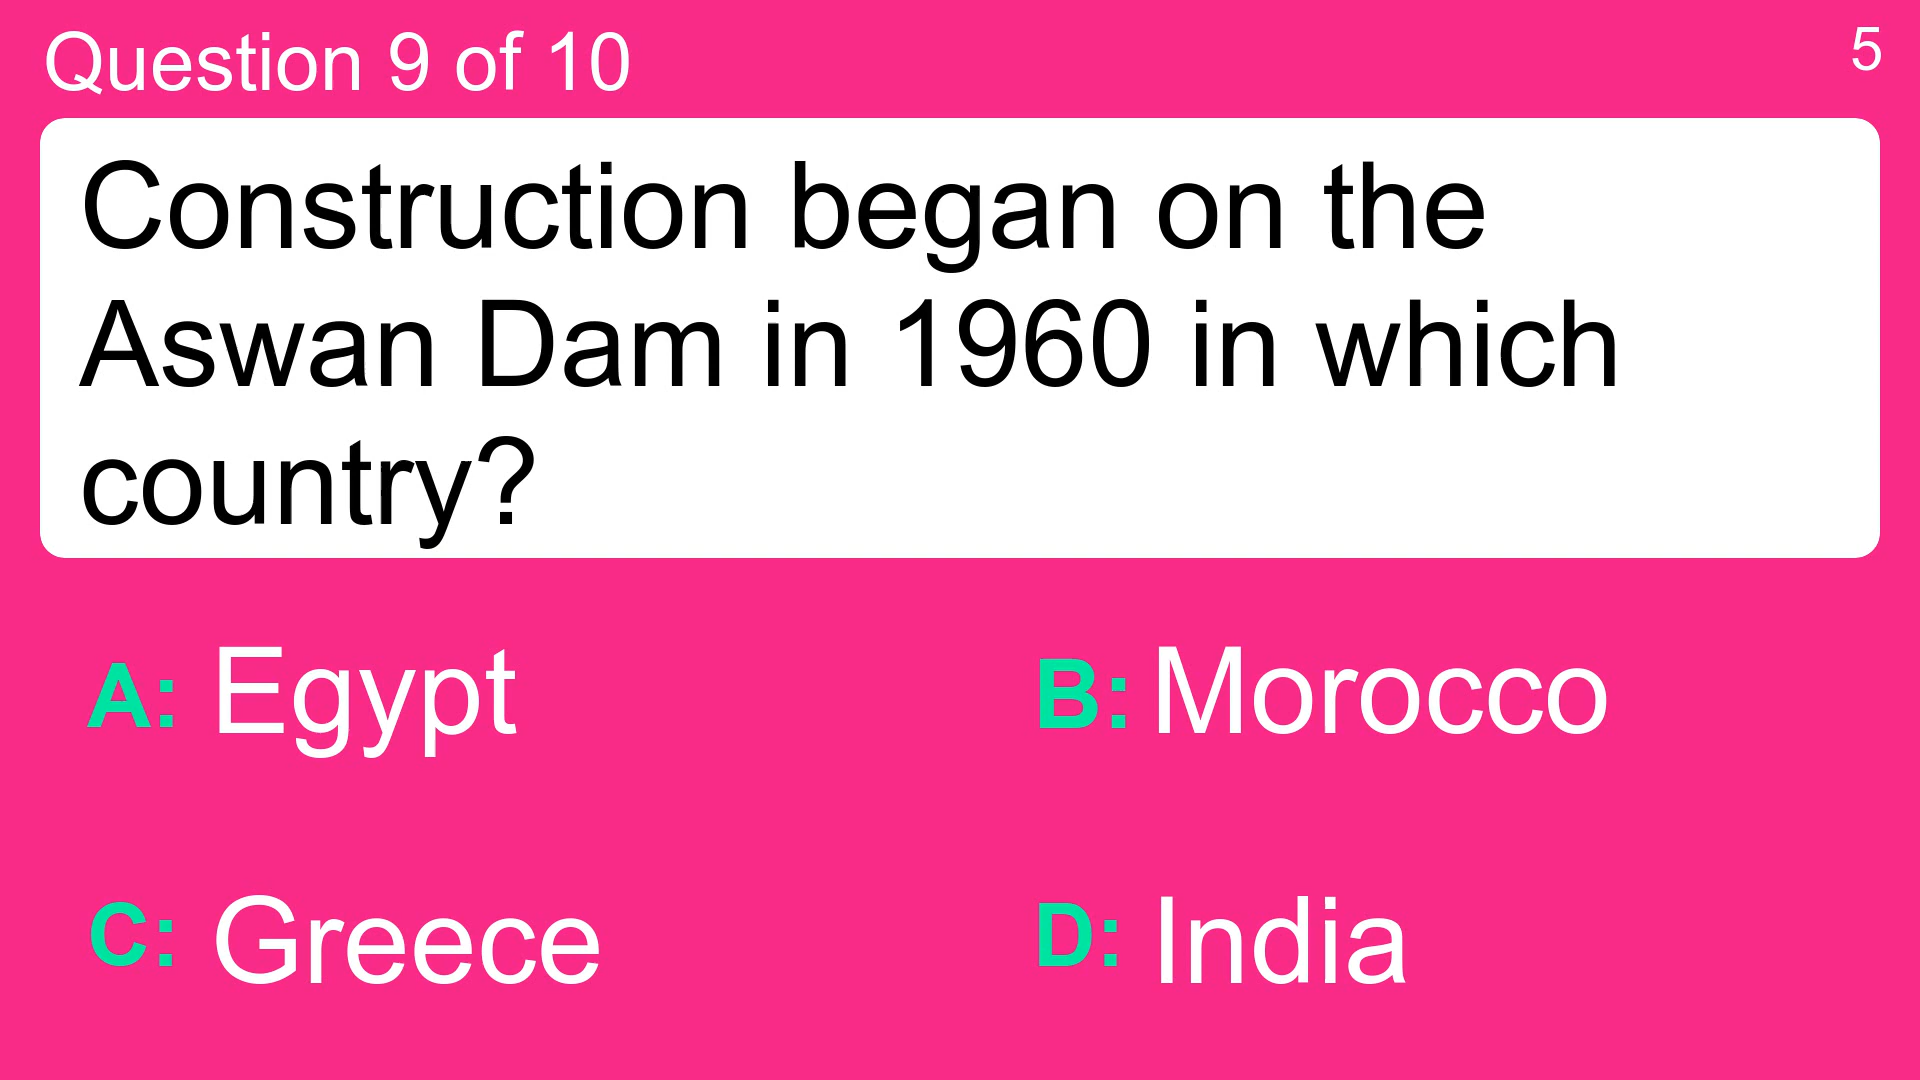 Question 9 of 10
5
Construction began on the
Aswan Dam in 1960 in which
country?
A: Egypt
B: Morocco
C: Greece
D: India